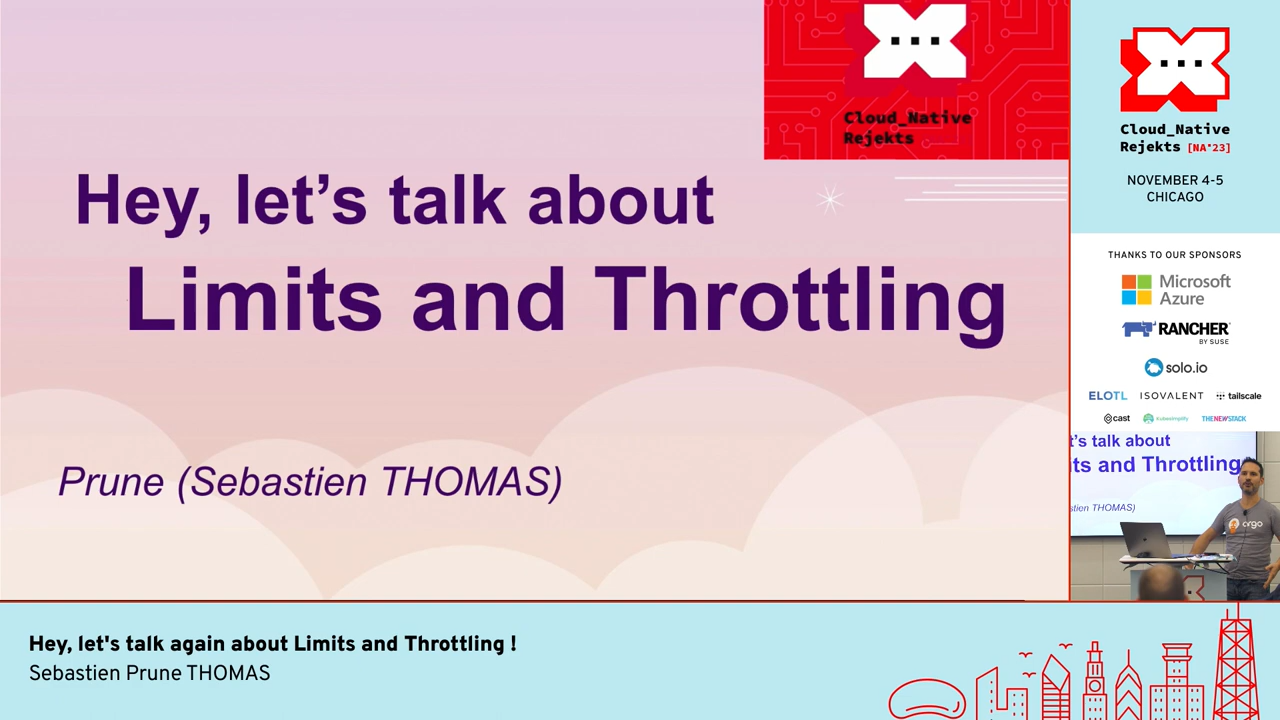 Cloud_Native
Rejekts
Hey, let’s talk about
Limits and Throttling
Prune (Sebastien THOMAS)
Cloud_Native
Rejekts [NA'23]
NOVEMBER 4-5
CHICAGO
THANKS TO OUR SPONSORS
Microsoft
Azure
RANCHER
BY SUSE
solo.io
ELOTL ISOVALENT tailscale
cast kubesimplify THENEWSTACK
t’s talk about
its and Throttling
stien THOMAS)
argo
Hey, let's talk again about Limits and Throttling !
Sebastien Prune THOMAS